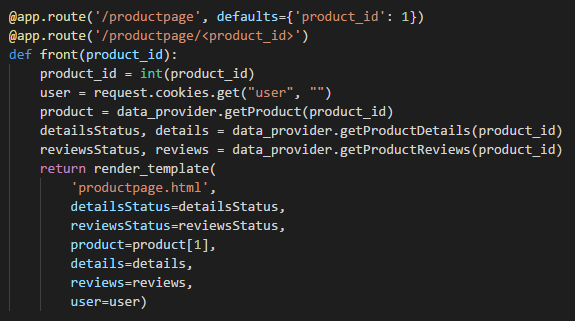 @app.route('/productpage', defaults={'product_id': 1})
@app.route('/productpage/<product_id>')
def front(product_id):
    product_id = int(product_id)
    user = request.cookies.get("user", "")
    product = data_provider.getProduct(product_id)
    detailsStatus, details = data_provider.getProductDetails(product_id)
    reviewsStatus, reviews = data_provider.getProductReviews(product_id)
    return render_template(
        'productpage.html',
        detailsStatus=detailsStatus,
        reviewsStatus=reviewsStatus,
        product=product[1],
        details=details,
        reviews=reviews,
        user=user)